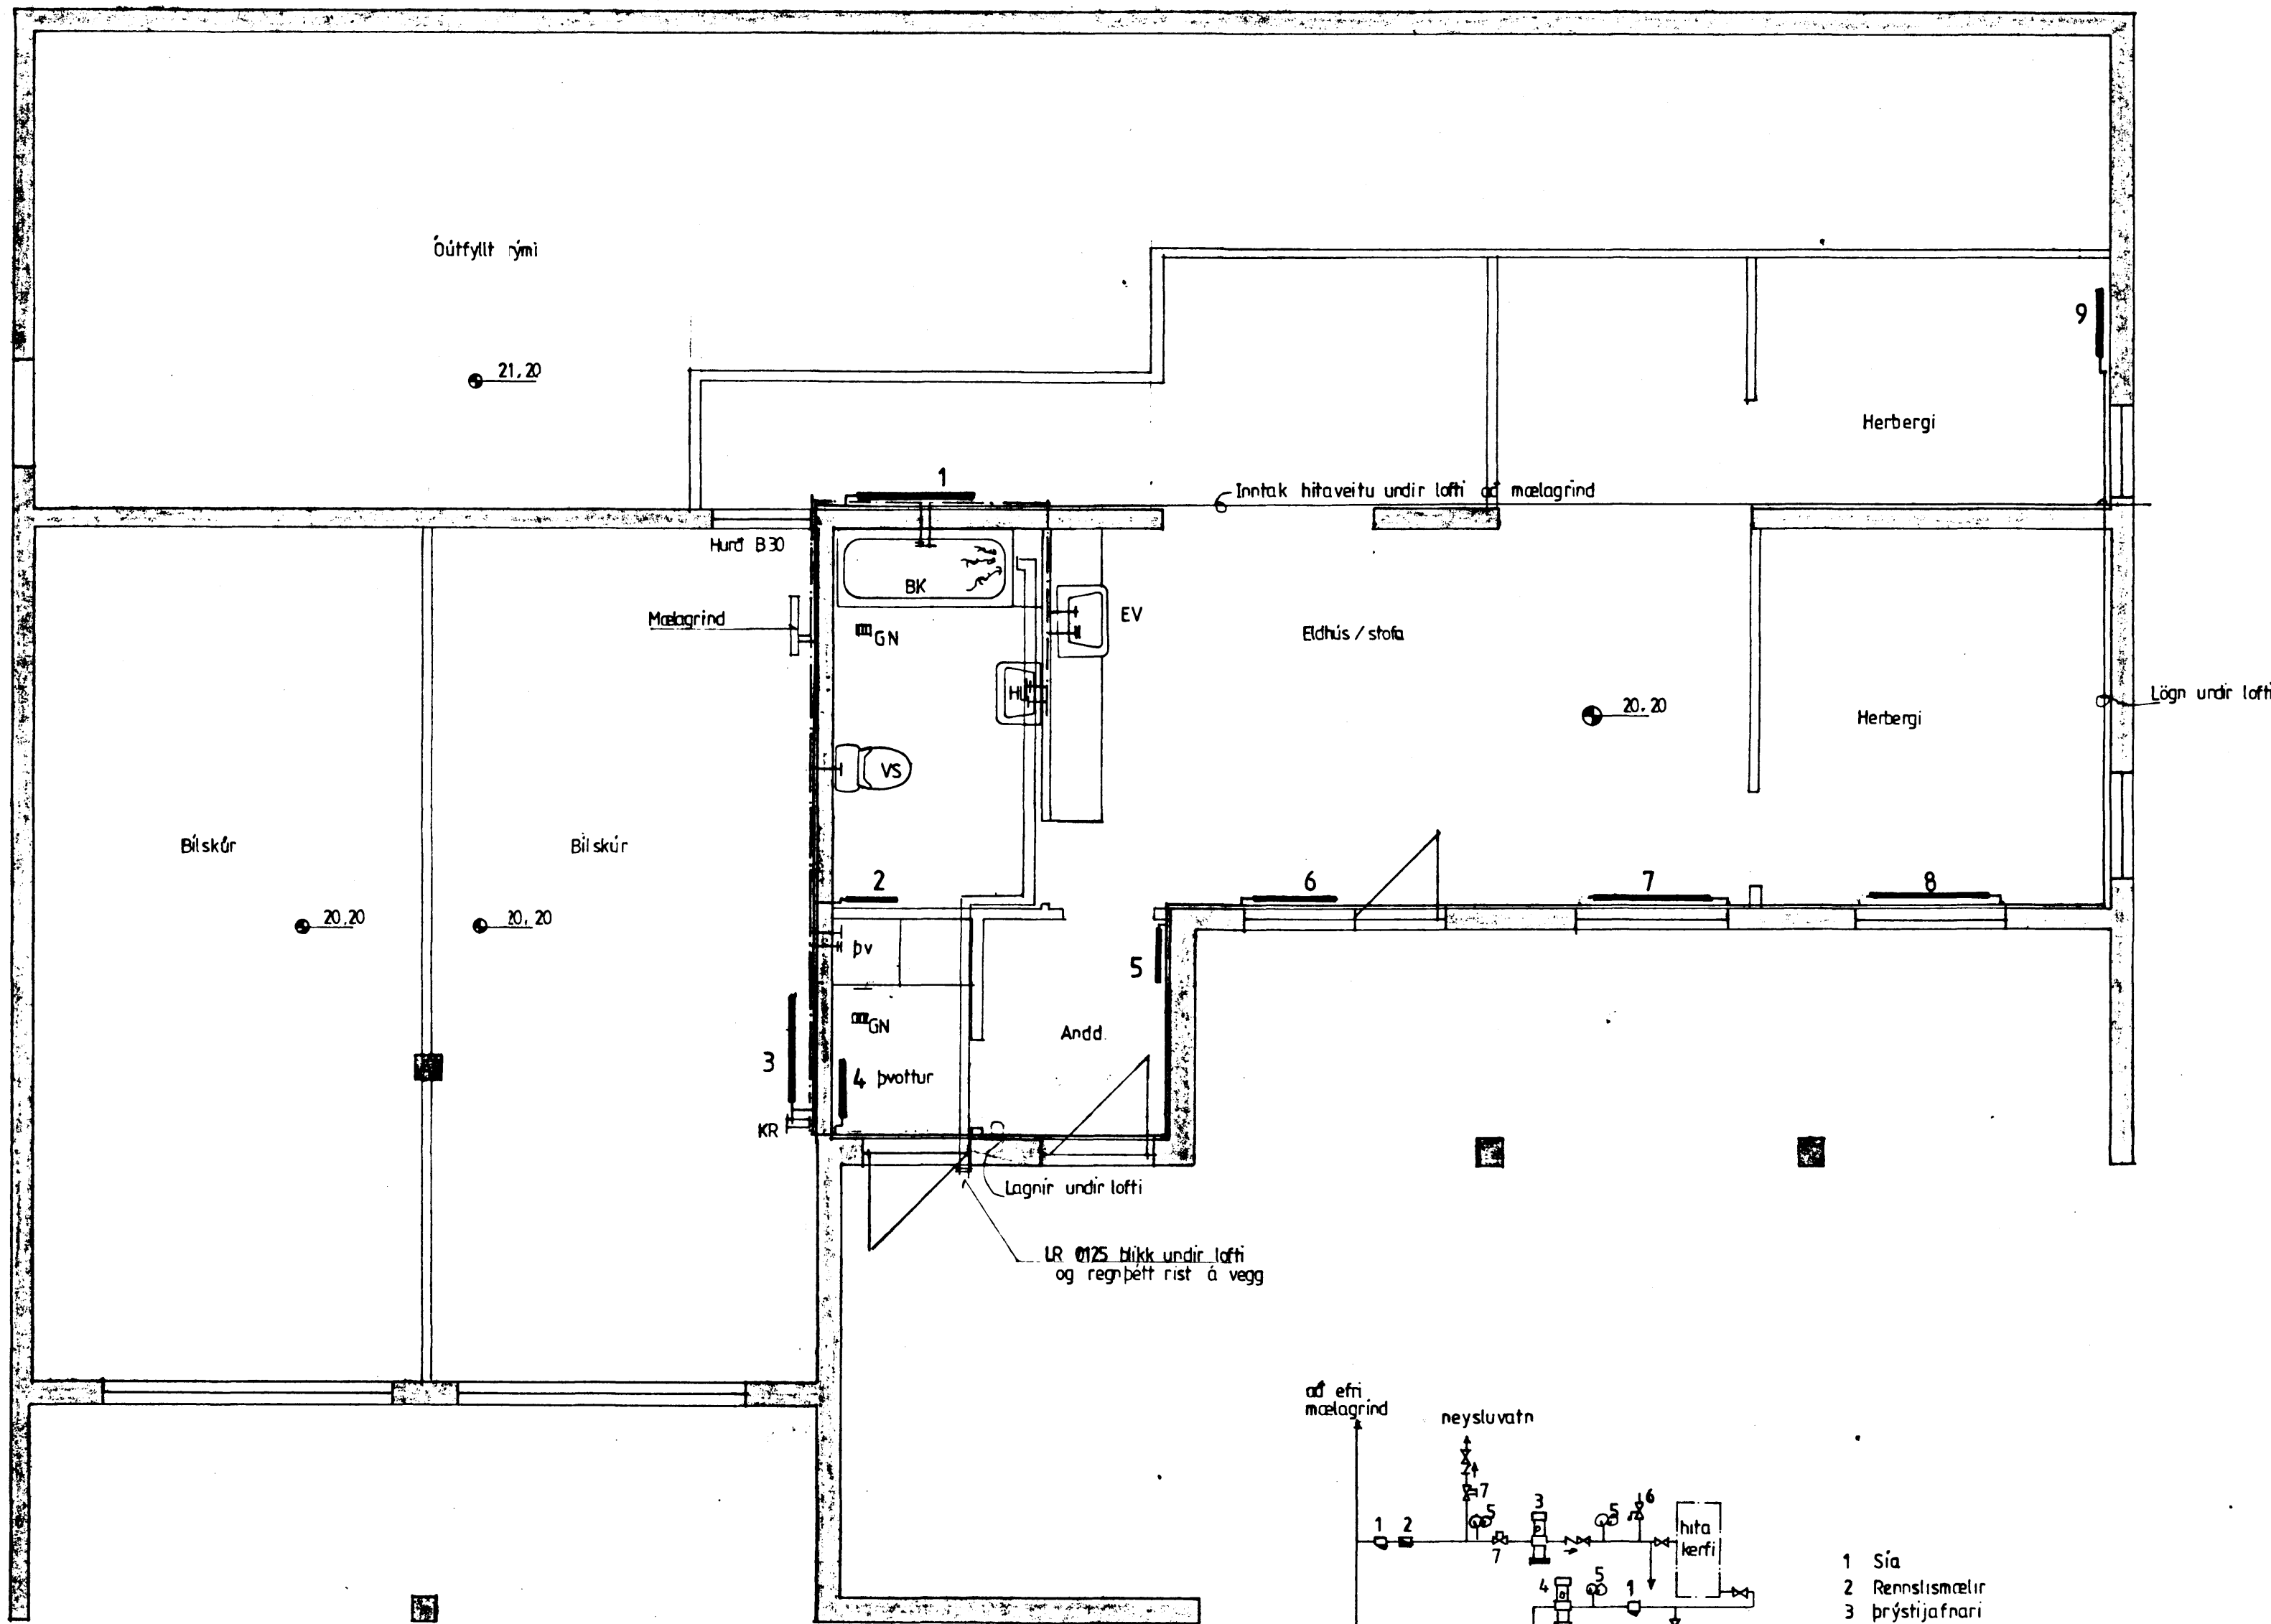 Óútfyllt rými
21.20
9
Herbergi
1
Inntak hitaveitu undir lofti að mælagrind
Hurð B30
BK
Mælagrind
GN
EV
Eldhús / stofa
HL
20.20
Herbergi
Lögn undir lofti
VS
Bílskúr
Bílskúr
2
6
7
8
20.20
20.20
þv
5
GN
Andd.
3
4 þvottur
KR
Lagnir undir lofti
LR Ø125 blikk undir lofti
og regnþétt rist á vegg
að efri
mælagrind
neysluvatn
7
5
3
5
6
1
2
7
hita
kerfi
4
5
1
1 Sía
2 Rennslismælir
3 Þrýstijafnari